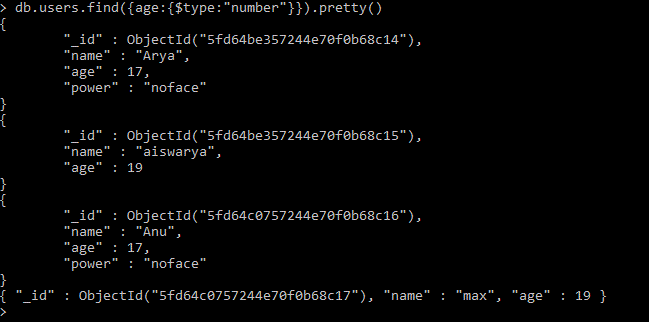 > db.users.find({age:{$type:"number"}}).pretty()
{
        "_id" : ObjectId("5fd64be357244e70f0b68c14"),
        "name" : "Arya",
        "age" : 17,
        "power" : "noface"
}
{
        "_id" : ObjectId("5fd64be357244e70f0b68c15"),
        "name" : "aiswarya",
        "age" : 19
}
{
        "_id" : ObjectId("5fd64c0757244e70f0b68c16"),
        "name" : "Anu",
        "age" : 17,
        "power" : "noface"
}
{ "_id" : ObjectId("5fd64c0757244e70f0b68c17"), "name" : "max", "age" : 19 }
>